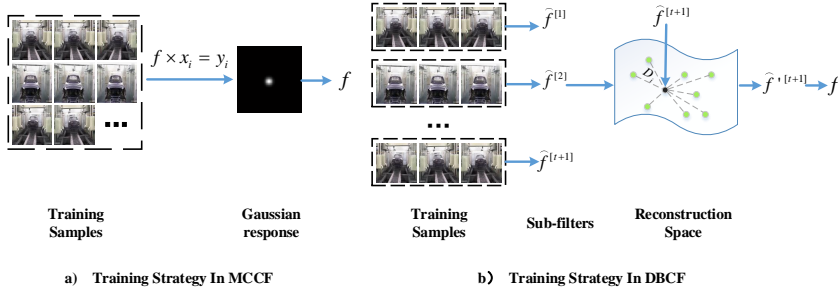 f × x_i = y_i
f
...
Training
Samples
Gaussian
response
a) Training Strategy In MCCF
f̂^[1]
f̂^[2]
...
f̂^[t+1]
f̂^[t+1]
D
f̂'^[t+1]
f
Training
Samples
Sub-filters
Reconstruction
Space
b） Training Strategy In DBCF